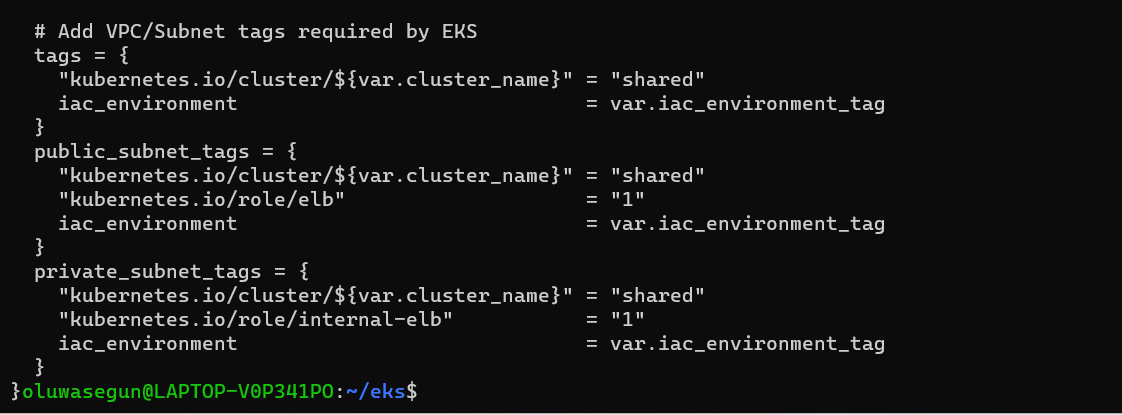 # Add VPC/Subnet tags required by EKS
  tags = {
    "kubernetes.io/cluster/${var.cluster_name}" = "shared"
    iac_environment                             = var.iac_environment_tag
  }
  public_subnet_tags = {
    "kubernetes.io/cluster/${var.cluster_name}" = "shared"
    "kubernetes.io/role/elb"                    = "1"
    iac_environment                             = var.iac_environment_tag
  }
  private_subnet_tags = {
    "kubernetes.io/cluster/${var.cluster_name}" = "shared"
    "kubernetes.io/role/internal-elb"           = "1"
    iac_environment                             = var.iac_environment_tag
  }
}oluwasegun@LAPTOP-V0P341PO:~/eks$